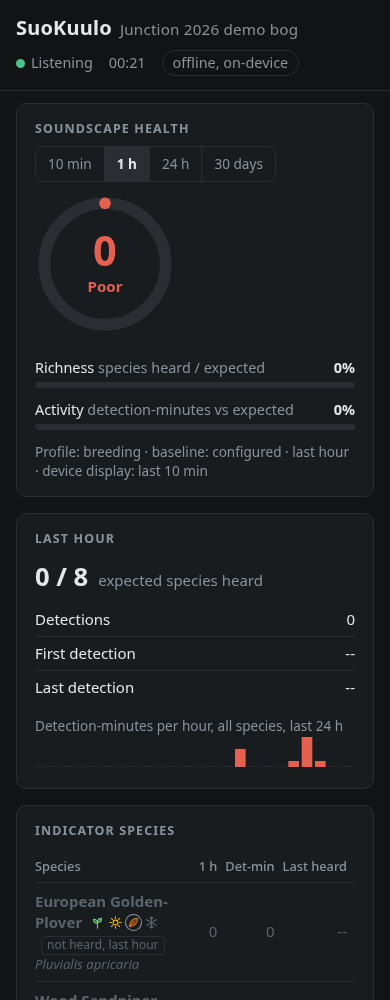 SuoKuulo Junction 2026 demo bog
Listening 00:21 offline, on-device
SOUNDSCAPE HEALTH
10 min 1 h 24 h 30 days
0
Poor
Richness species heard / expected 0%
Activity detection-minutes vs expected 0%
Profile: breeding · baseline: configured · last hour
· device display: last 10 min
LAST HOUR
0 / 8 expected species heard
Detections 0
First detection --
Last detection --
Detection-minutes per hour, all species, last 24 h
INDICATOR SPECIES
Species 1 h Det-min Last heard
European Golden-
Plover
0 0 --
not heard, last hour
Pluvialis apricaria
Wood Sandpiper